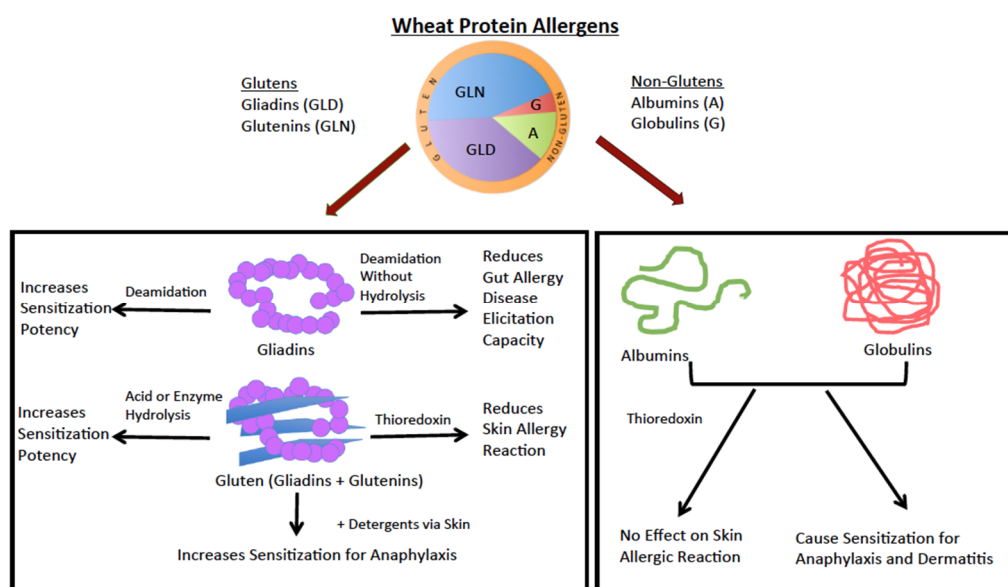 Wheat Protein Allergens
Glutens
Gliadins (GLD)
Glutenins (GLN)
GLUTEN
NON-GLUTEN
GLN
G
A
GLD
Non-Glutens
Albumins (A)
Globulins (G)
Increases
Sensitization
Potency
Deamidation
Gliadins
Deamidation
Without
Hydrolysis
Reduces
Gut Allergy
Disease
Elicitation
Capacity
Increases
Sensitization
Potency
Acid or Enzyme
Hydrolysis
Thioredoxin
Reduces
Skin Allergy
Reaction
Gluten (Gliadins + Glutenins)
+ Detergents via Skin
Increases Sensitization for Anaphylaxis
Albumins
Globulins
Thioredoxin
No Effect on Skin
Allergic Reaction
Cause Sensitization for
Anaphylaxis and Dermatitis